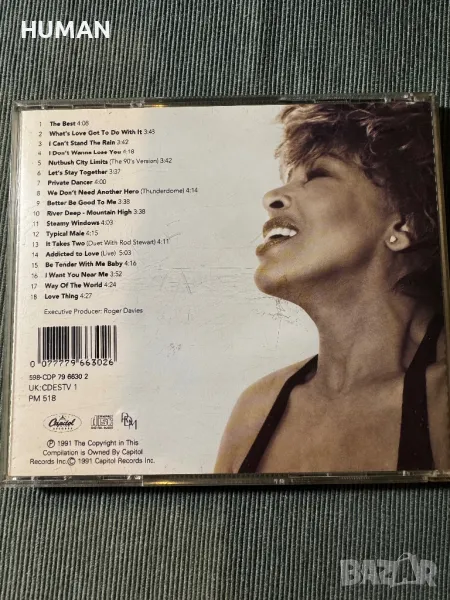 HUMAN
1 The Best 4:08
2 What's Love Got To Do With It 3:48
3 I Can't Stand The Rain 3:42
4 I Don't Wanna Lose You 4:18
5 Nutbush City Limits (The 90's Version) 3:42
6 Let's Stay Together 3:37
7 Private Dancer 4:00
8 We Don't Need Another Hero (Thunderdome) 4:14
9 Better Be Good To Me 3:38
10 River Deep - Mountain High 3:38
11 Steamy Windows 4:03
12 Typical Male 4:15
13 It Takes Two (Duet With Rod Stewart) 4:11
14 Addicted to Love (Live) 5:03
15 Be Tender With Me Baby 4:16
16 I Want You Near Me 3:52
17 Way Of The World 4:24
18 Love Thing 4:27
Executive Producer: Roger Davies
0 077779 663026
598-CDP 79 6630 2
UK:CDESTV 1
PM 518
Capitol
COMPACT disc
DIGITAL AUDIO
BIEM
Ⓟ 1991 The Copyright in This
Compilation is Owned By Capitol
Records Inc.© 1991 Capitol Records Inc.
BAZAR